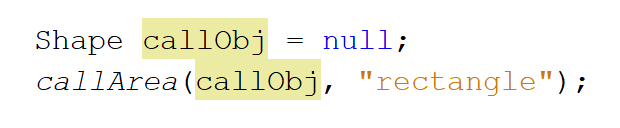 Shape callObj = null;
callArea(callObj, "rectangle");